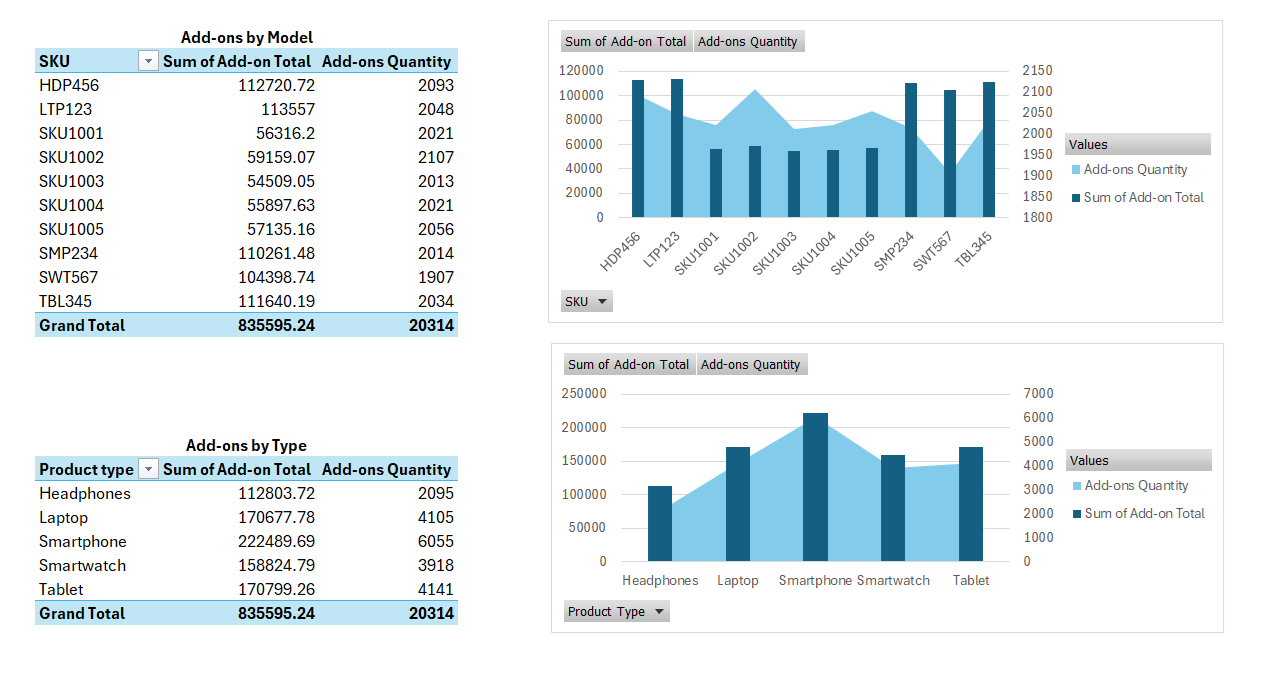 Add-ons by Model
SKU Sum of Add-on Total Add-ons Quantity
HDP456 112720.72 2093
LTP123 113557 2048
SKU1001 56316.2 2021
SKU1002 59159.07 2107
SKU1003 54509.05 2013
SKU1004 55897.63 2021
SKU1005 57135.16 2056
SMP234 110261.48 2014
SWT567 104398.74 1907
TBL345 111640.19 2034
Grand Total 835595.24 20314
Add-ons by Type
Product type Sum of Add-on Total Add-ons Quantity
Headphones 112803.72 2095
Laptop 170677.78 4105
Smartphone 222489.69 6055
Smartwatch 158824.79 3918
Tablet 170799.26 4141
Grand Total 835595.24 20314
Sum of Add-on Total Add-ons Quantity
120000 2150
100000 2100
80000 2050
60000 2000
40000 1950
20000 1900
0 1850
1800
HDP456 LTP123 SKU1001 SKU1002 SKU1003 SKU1004 SKU1005 SMP234 SWT567 TBL345
Values
Add-ons Quantity
Sum of Add-on Total
SKU
Sum of Add-on Total Add-ons Quantity
250000 7000
200000 6000
150000 5000
100000 4000
50000 3000
0 2000
1000
0
Headphones Laptop Smartphone Smartwatch Tablet
Values
Add-ons Quantity
Sum of Add-on Total
Product Type